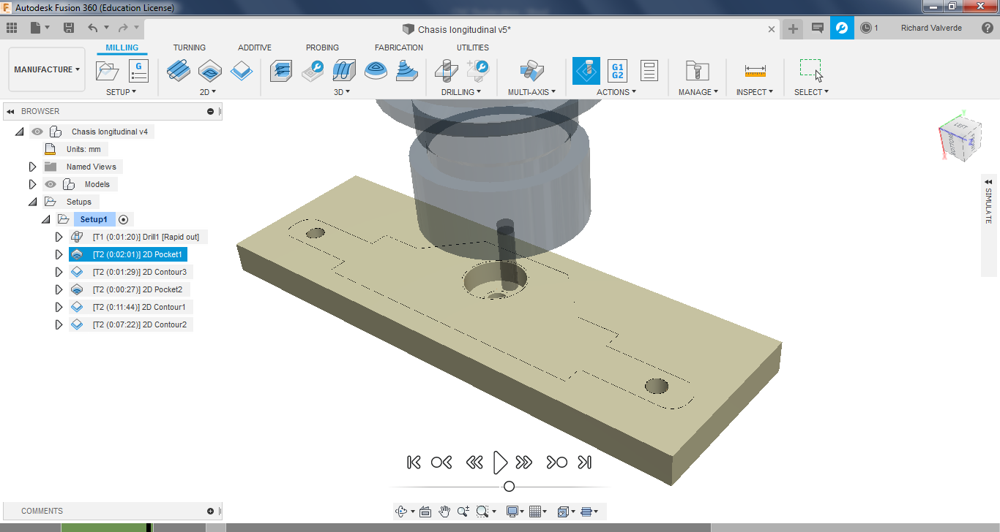 Autodesk Fusion 360 (Education License)
Chasis longitudinal v5*
1
Richard Valverde
MILLING TURNING ADDITIVE PROBING FABRICATION UTILITIES
MANUFACTURE
G
G1
G2
SETUP 2D 3D DRILLING MULTI-AXIS ACTIONS MANAGE INSPECT SELECT
BROWSER
Chasis longitudinal v4
Units: mm
Named Views
Models
Setups
Setup1
[T1 (0:01:20)] Drill1 [Rapid out]
[T2 (0:02:01)] 2D Pocket1
[T2 (0:01:29)] 2D Contour3
[T2 (0:00:27)] 2D Pocket2
[T2 (0:11:44)] 2D Contour1
[T2 (0:07:22)] 2D Contour2
LEFT
SIMULATE
COMMENTS